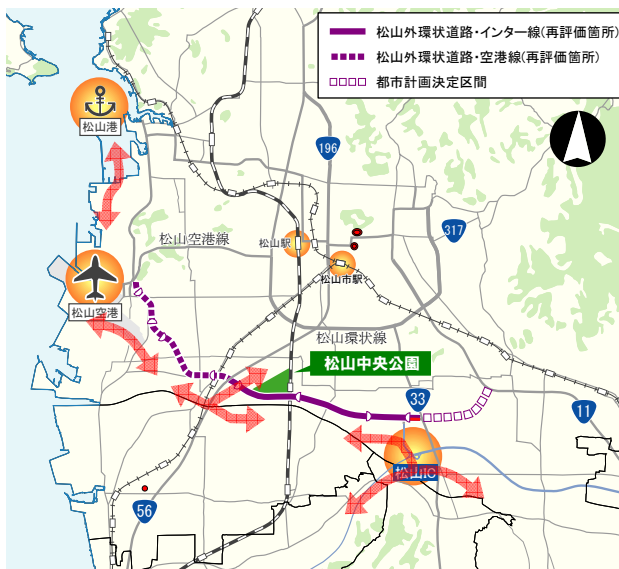 松山外環状道路・インター線(再評価箇所)
松山外環状道路・空港線(再評価箇所)
都市計画決定区間
松山港
196
317
松山空港線
松山駅
松山市駅
松山空港
松山環状線
松山中央公園
33
11
松山IC
56